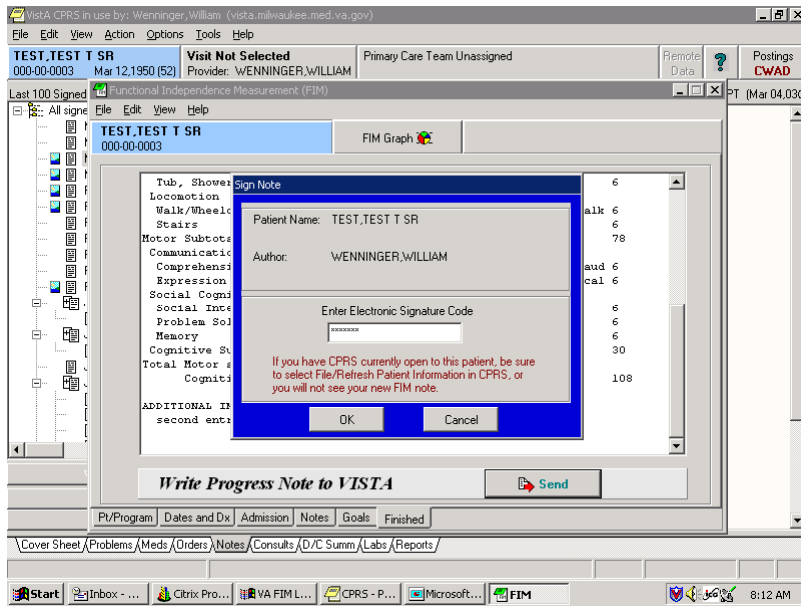 VistA CPRS in use by: Wenninger,William (vista.milwaukee.med.va.gov)
File Edit View Action Options Tools Help
TEST,TEST T SR
000-00-0003 Mar 12,1950 (52)
Visit Not Selected
Provider: WENNINGER,WILLIAM
Primary Care Team Unassigned
Remote
Data
?
Postings
CWAD
Last 100 Signed
PT (Mar 04,03
All signe
Functional Independence Measurement (FIM)
File Edit View Help
TEST,TEST T SR
000-00-0003
FIM Graph
Tub, Shower 6
Locomotion
Walk/Wheelc alk 6
Stairs 6
Motor Subtota 78
Communicatio
Comprehensi aud 6
Expression cal 6
Social Cogni
Social Inte 6
Problem Sol 6
Memory 6
Cognitive Su 30
Total Motor a
Cogniti 108
ADDITIONAL IN
second entr
Sign Note
Patient Name: TEST,TEST T SR
Author: WENNINGER,WILLIAM
Enter Electronic Signature Code
×××××××
If you have CPRS currently open to this patient, be sure
to select File/Refresh Patient Information in CPRS, or
you will not see your new FIM note.
OK Cancel
Write Progress Note to VISTA
Send
Pt/Program Dates and Dx Admission Notes Goals Finished
Cover Sheet Problems Meds Orders Notes Consults D/C Summ Labs Reports
Start Inbox - ... Citrix Pro... VA FIM L... CPRS - P... Microsoft... FIM 8:12 AM